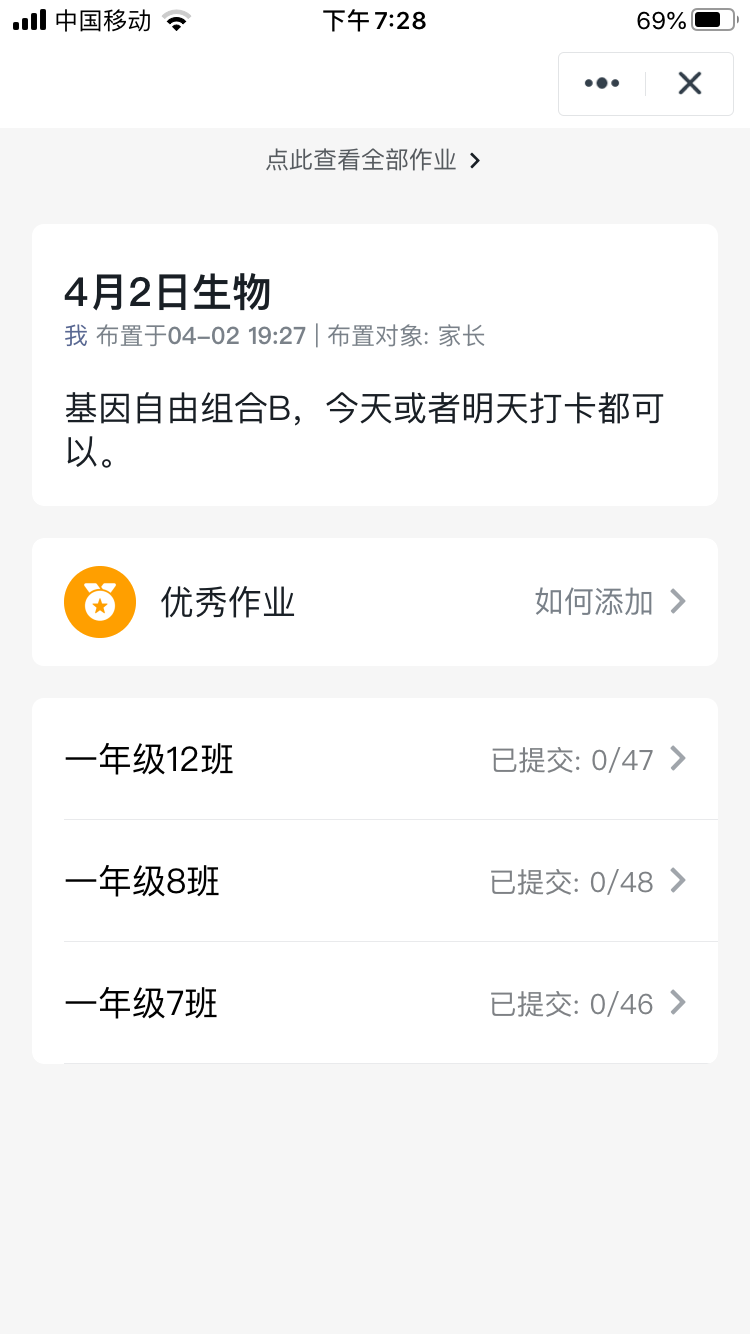 中国移动 下午7:28 69%
点此查看全部作业
4月2日生物
我 布置于04-02 19:27 | 布置对象: 家长
基因自由组合B，今天或者明天打卡都可
以。
优秀作业 如何添加
一年级12班 已提交: 0/47
一年级8班 已提交: 0/48
一年级7班 已提交: 0/46